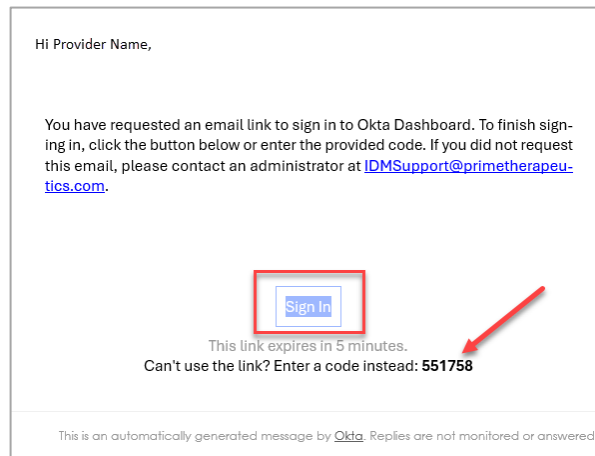 Hi Provider Name,
You have requested an email link to sign in to Okta Dashboard. To finish sign-
ing in, click the button below or enter the provided code. If you did not request
this email, please contact an administrator at IDMSupport@primetherapeu-
tics.com.
Sign In
This link expires in 5 minutes.
Can't use the link? Enter a code instead: 551758
This is an automatically generated message by Okta. Replies are not monitored or answered